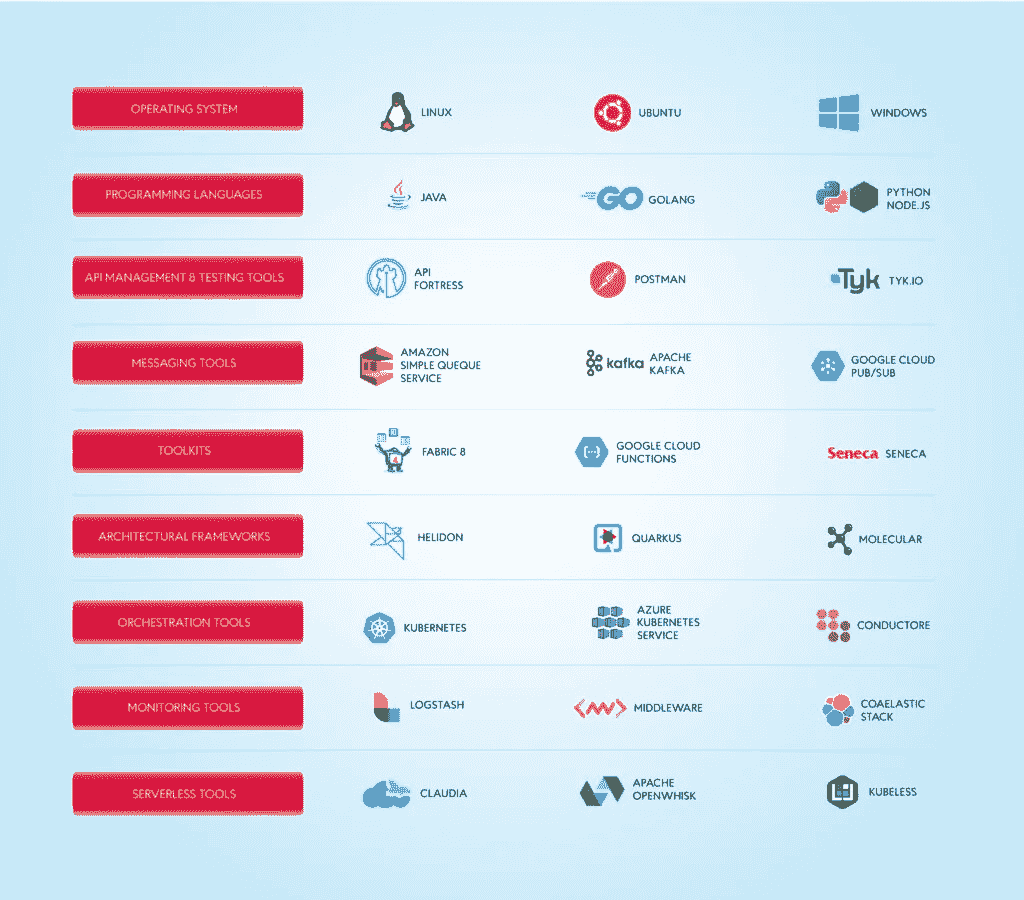 OPERATING SYSTEM
LINUX
UBUNTU
WINDOWS
PROGRAMMING LANGUAGES
JAVA
GO
GOLANG
PYTHON
NODE.JS
API MANAGEMENT & TESTING TOOLS
API
FORTRESS
POSTMAN
Tyk
TYK.IO
MESSAGING TOOLS
AMAZON
SIMPLE QUEQUE
SERVICE
kafka
APACHE
KAFKA
GOOGLE CLOUD
PUB/SUB
TOOLKITS
FABRIC 8
GOOGLE CLOUD
FUNCTIONS
Seneca
SENECA
ARCHITECTURAL FRAMEWORKS
HELIDON
QUARKUS
MOLECULAR
ORCHESTRATION TOOLS
KUBERNETES
AZURE
KUBERNETES
SERVICE
CONDUCTORE
MONITORING TOOLS
LOGSTASH
MIDDLEWARE
COAELASTIC
STACK
SERVERLESS TOOLS
CLAUDIA
APACHE
OPENWHISK
KUBELESS